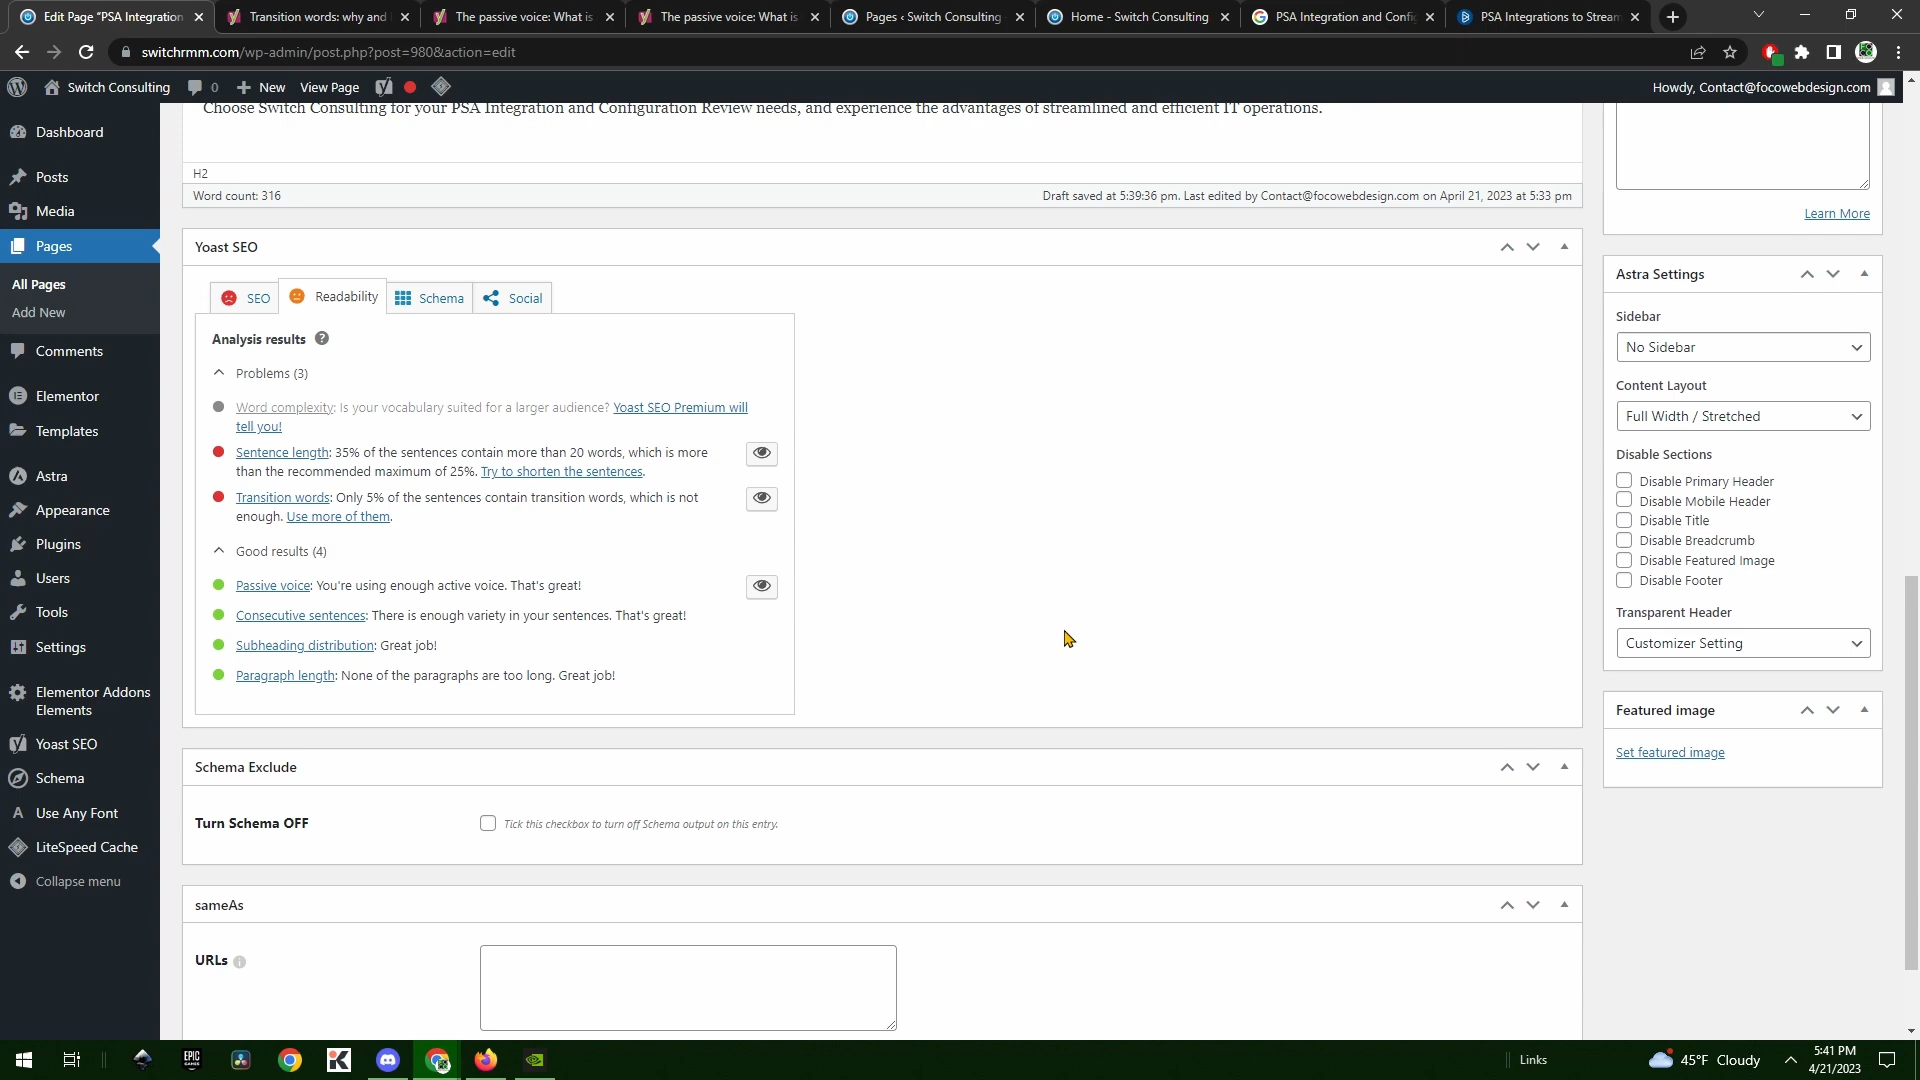 Edit Page "PSA Integration
Transition words: why and
The passive voice: What is
The passive voice: What is
Pages ‹ Switch Consulting
Home - Switch Consulting
PSA Integration and Config
PSA Integrations to Stream
switchrmm.com/wp-admin/post.php?post=980&action=edit
Switch Consulting
0
New
View Page
Howdy, Contact@focowebdesign.com
Dashboard
Posts
Media
Pages
All Pages
Add New
Comments
Elementor
Templates
Astra
Appearance
Plugins
Users
Tools
Settings
Elementor Addons
Elements
Yoast SEO
Schema
Use Any Font
LiteSpeed Cache
Collapse menu
Choose Switch Consulting for your PSA Integration and Configuration Review needs, and experience the advantages of streamlined and efficient IT operations.
H2
Word count: 316
Draft saved at 5:39:36 pm. Last edited by Contact@focowebdesign.com on April 21, 2023 at 5:33 pm
Yoast SEO
SEO
Readability
Schema
Social
Analysis results
Problems (3)
Word complexity: Is your vocabulary suited for a larger audience? Yoast SEO Premium will
tell you!
Sentence length: 35% of the sentences contain more than 20 words, which is more
than the recommended maximum of 25%. Try to shorten the sentences.
Transition words: Only 5% of the sentences contain transition words, which is not
enough. Use more of them.
Good results (4)
Passive voice: You're using enough active voice. That's great!
Consecutive sentences: There is enough variety in your sentences. That's great!
Subheading distribution: Great job!
Paragraph length: None of the paragraphs are too long. Great job!
Schema Exclude
Turn Schema OFF
Tick this checkbox to turn off Schema output on this entry.
sameAs
URLs
Learn More
Astra Settings
Sidebar
No Sidebar
Content Layout
Full Width / Stretched
Disable Sections
Disable Primary Header
Disable Mobile Header
Disable Title
Disable Breadcrumb
Disable Featured Image
Disable Footer
Transparent Header
Customizer Setting
Featured image
Set featured image
EPIC
GAMES
Links
45°F Cloudy
5:41 PM
4/21/2023